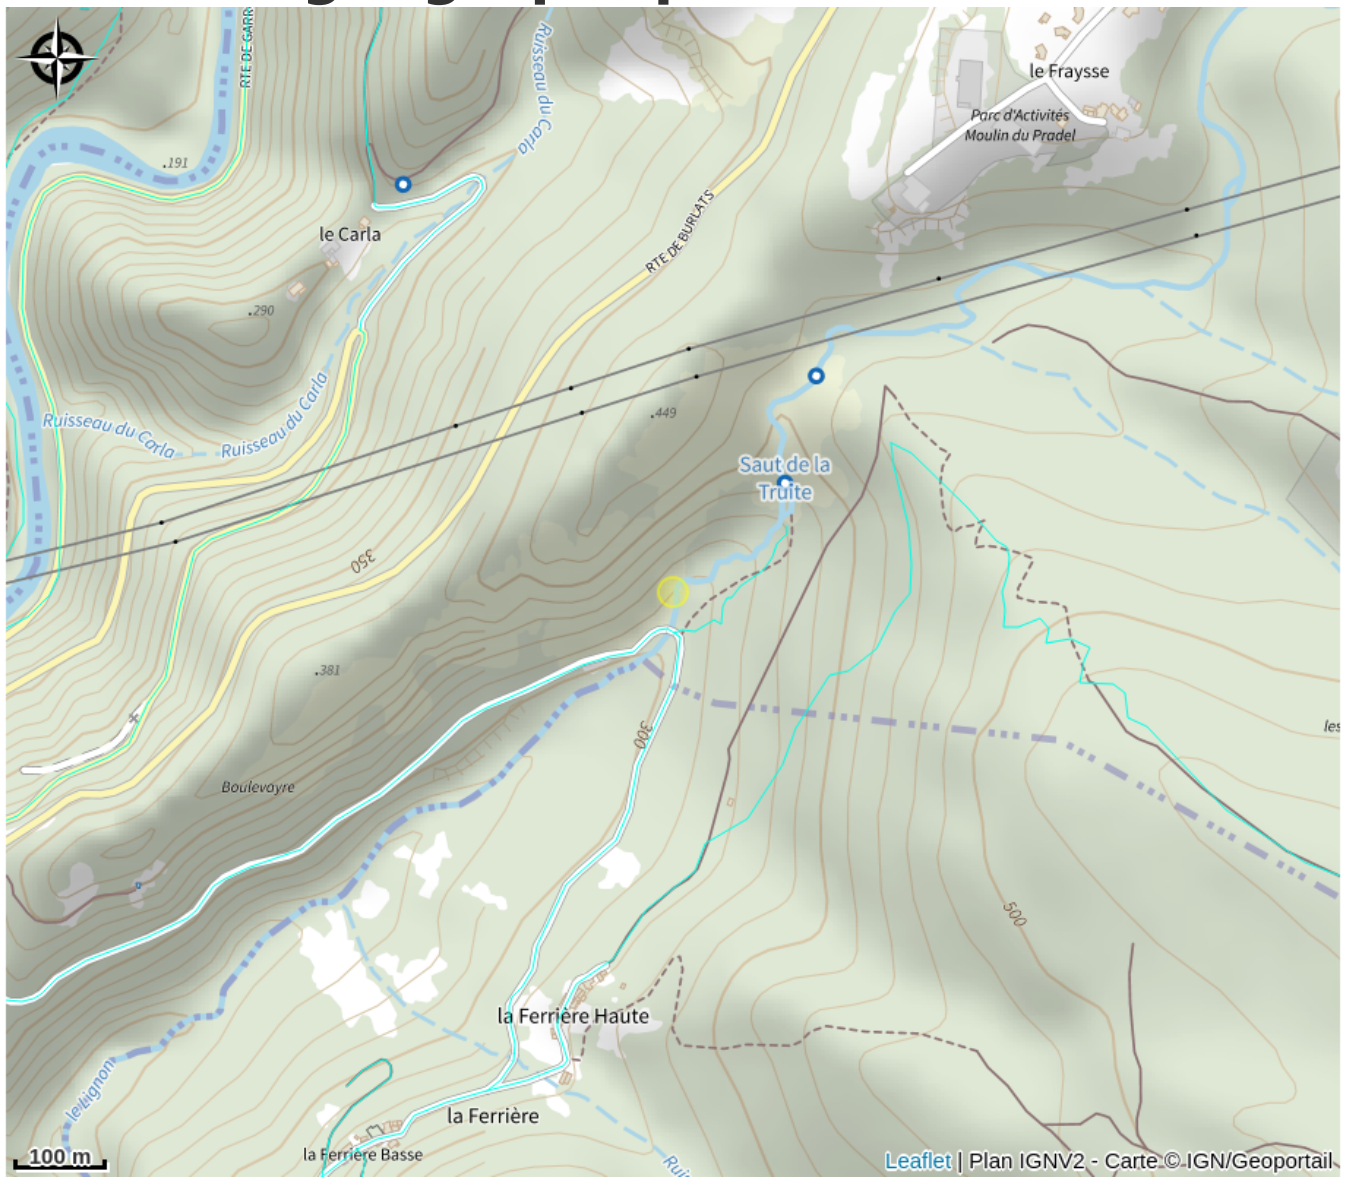 RTE DE GARR
Ruisseau du Carla
le Fraysse
Parc d'Activités
Moulin du Pradel
.191
le Carla
RTE DE BURLATS
.290
Ruisseau du Carla
Ruisseau du Carla
.449
Saut de la
Truite
350
.381
300
les
Boulevayre
500
la Ferrière Haute
le Lignon
la Ferrière
la Ferrière Basse
Rui
100 m
Leaflet | Plan IGNV2 - Carte © IGN/Geoportail